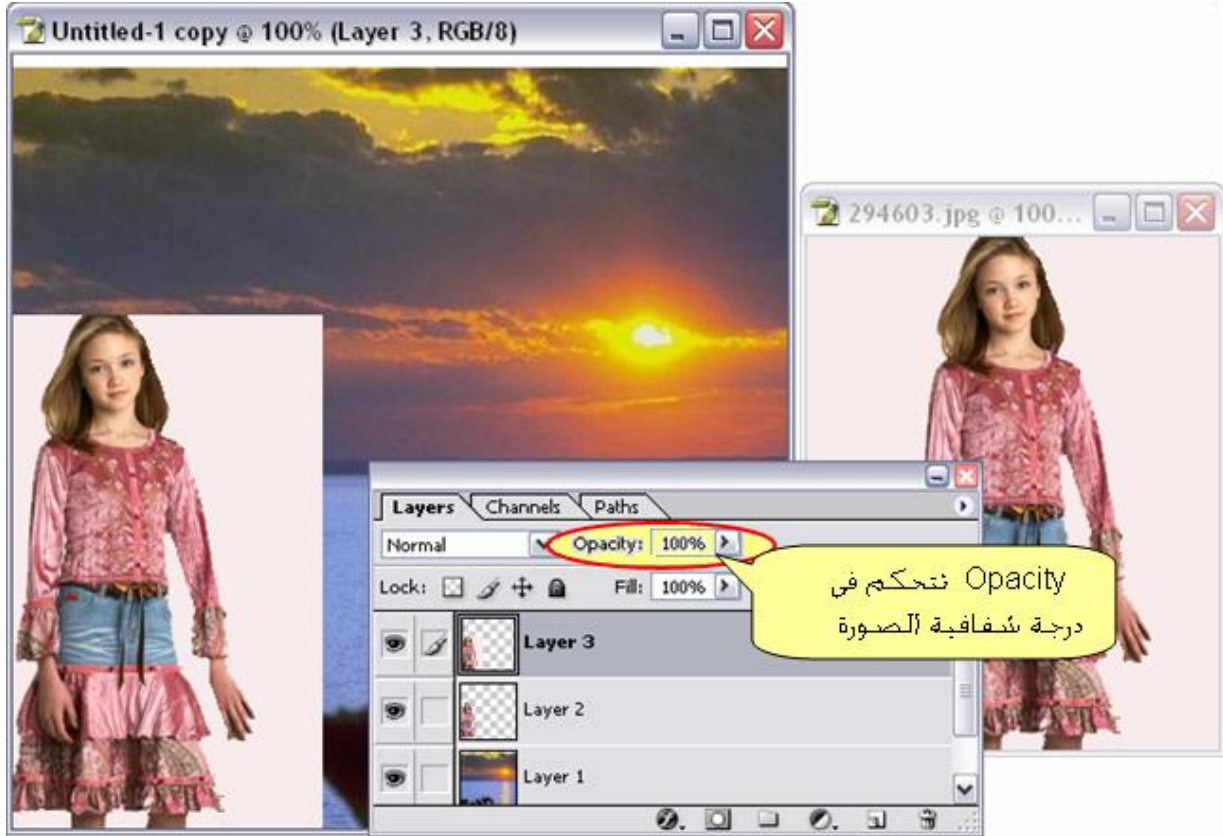 Untitled-1 copy @ 100% (Layer 3, RGB/8)
294603.jpg @ 100...
Layers Channels Paths
Normal Opacity: 100%
Lock: Fill: 100%
Opacity نتحكم فى
درجة شفافية الصورة
Layer 3
Layer 2
Layer 1